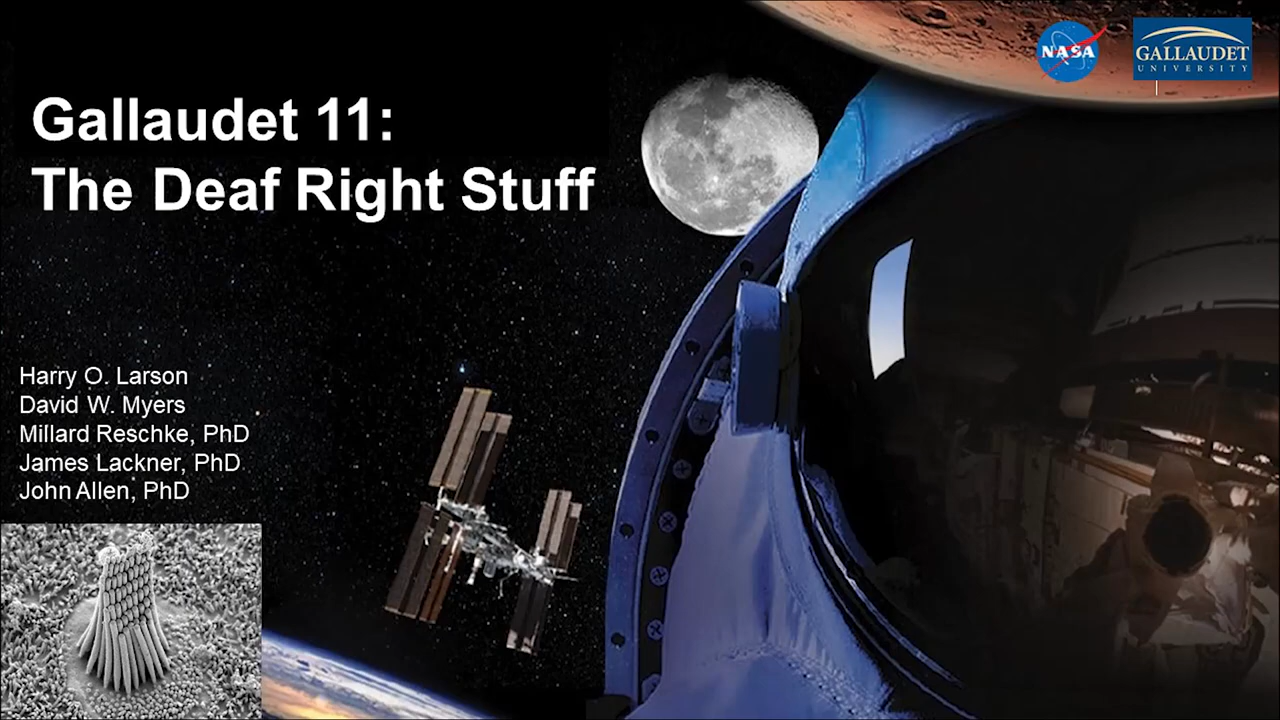 NASA
GALLAUDET
UNIVERSITY
Gallaudet 11:
The Deaf Right Stuff
Harry O. Larson
David W. Myers
Millard Reschke, PhD
James Lackner, PhD
John Allen, PhD